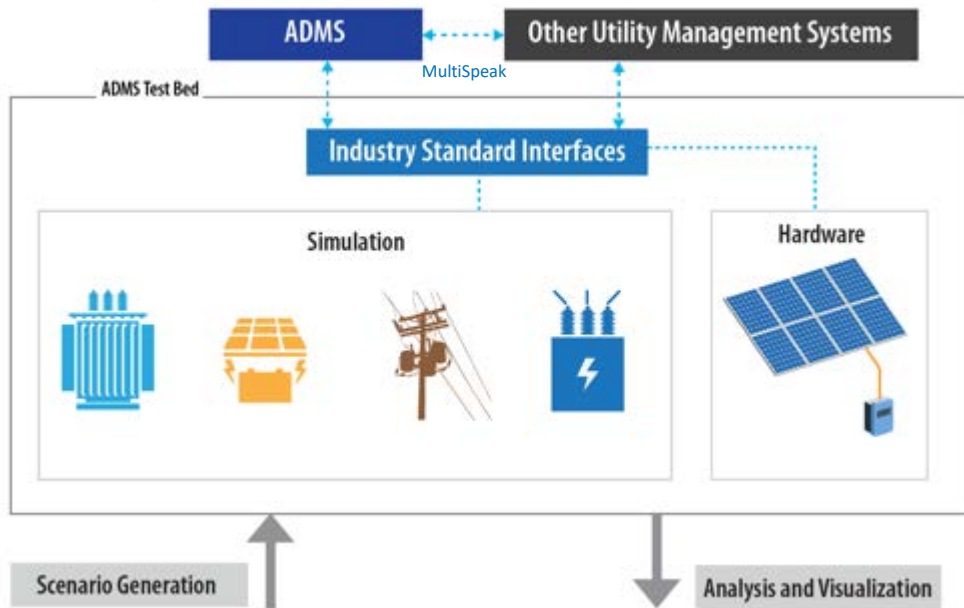 ADMS
Other Utility Management Systems
MultiSpeak
ADMS Test Bed
Industry Standard Interfaces
Simulation
Hardware
Scenario Generation
Analysis and Visualization